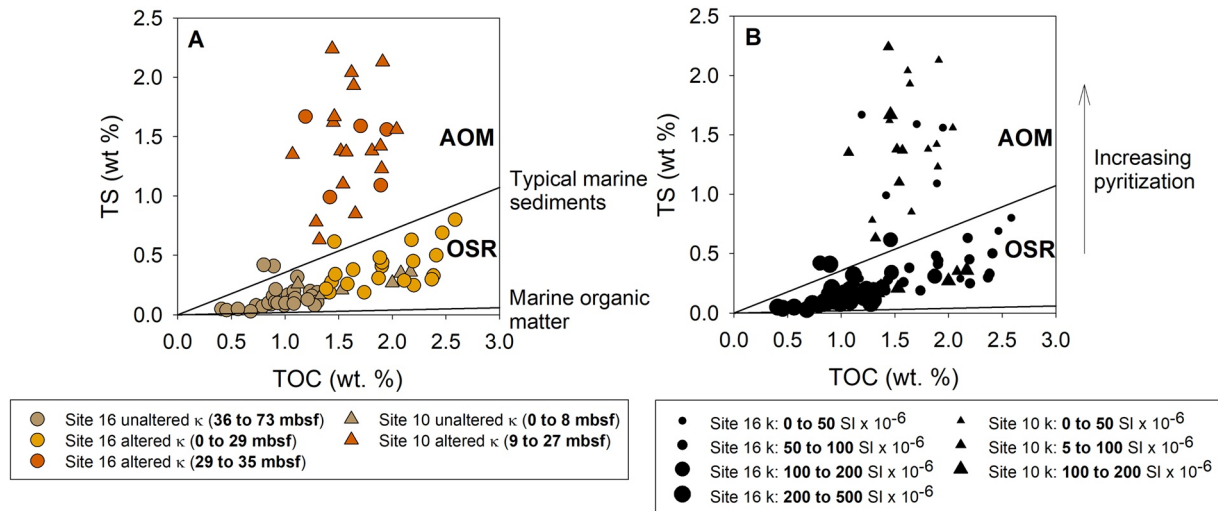 A
TS (wt %)
2.5
2.0
1.5
1.0
0.5
0.0
0.0 0.5 1.0 1.5 2.0 2.5 3.0
TOC (wt. %)
AOM
OSR
Typical marine
sediments
Marine organic
matter
Site 16 unaltered κ (36 to 73 mbsf)
Site 16 altered κ (0 to 29 mbsf)
Site 16 altered κ (29 to 35 mbsf)
Site 10 unaltered κ (0 to 8 mbsf)
Site 10 altered κ (9 to 27 mbsf)
B
TS (wt %)
2.5
2.0
1.5
1.0
0.5
0.0
0.0 0.5 1.0 1.5 2.0 2.5 3.0
TOC (wt. %)
AOM
OSR
Increasing
pyritization
Site 16 k: 0 to 50 SI x 10-6
Site 16 k: 50 to 100 SI x 10-6
Site 16 k: 100 to 200 SI x 10-6
Site 16 k: 200 to 500 SI x 10-6
Site 10 k: 0 to 50 SI x 10-6
Site 10 k: 5 to 100 SI x 10-6
Site 10 k: 100 to 200 SI x 10-6